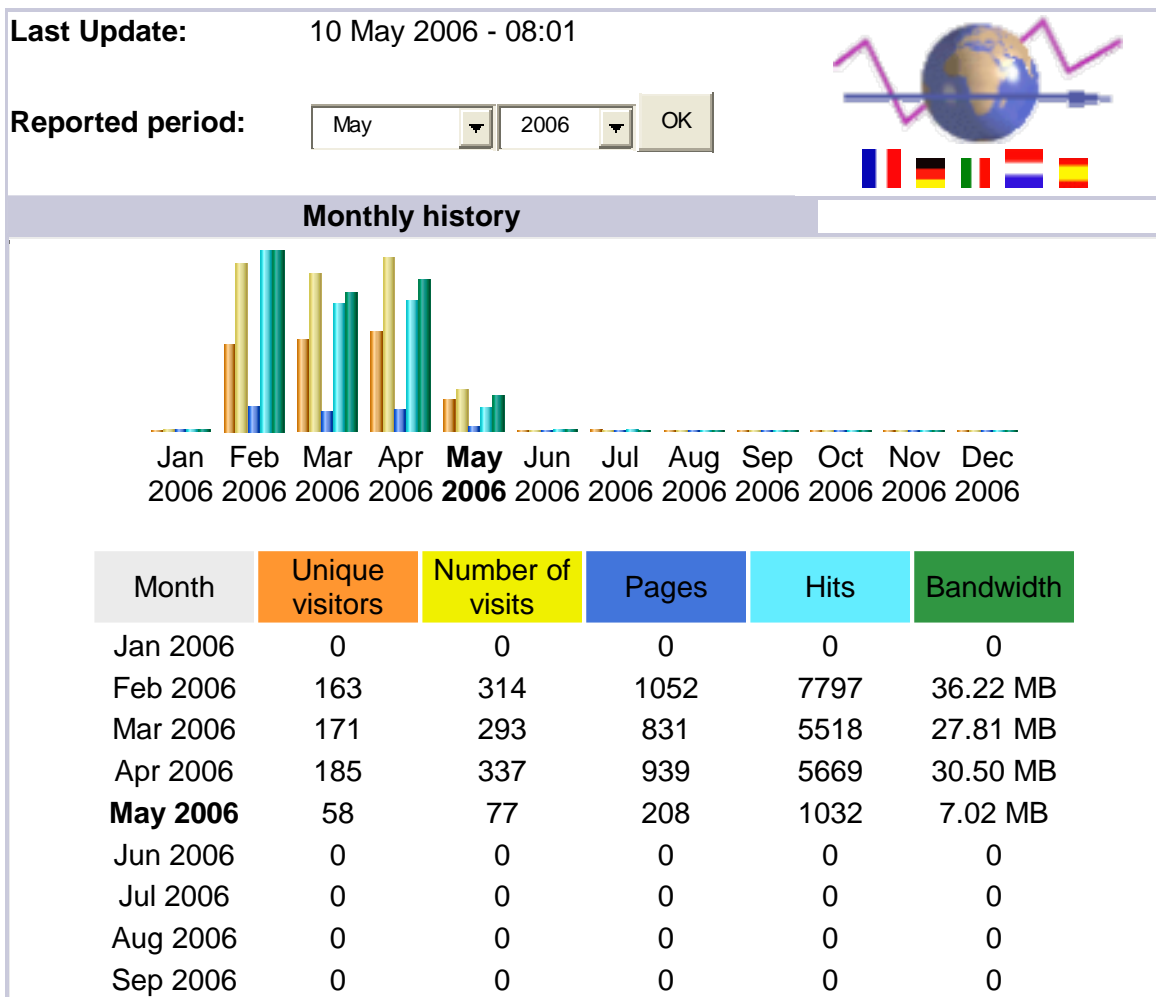 Last Update: 10 May 2006 - 08:01
Reported period: May 2006 OK
Monthly history
Jan Feb Mar Apr May Jun Jul Aug Sep Oct Nov Dec
2006 2006 2006 2006 2006 2006 2006 2006 2006 2006 2006 2006
Month Unique visitors Number of visits Pages Hits Bandwidth
Jan 2006 0 0 0 0 0
Feb 2006 163 314 1052 7797 36.22 MB
Mar 2006 171 293 831 5518 27.81 MB
Apr 2006 185 337 939 5669 30.50 MB
May 2006 58 77 208 1032 7.02 MB
Jun 2006 0 0 0 0 0
Jul 2006 0 0 0 0 0
Aug 2006 0 0 0 0 0
Sep 2006 0 0 0 0 0